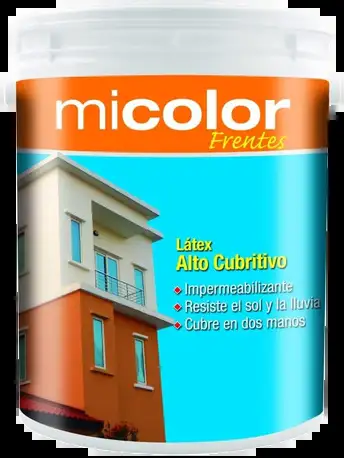 micolor
Frentes
Látex
Alto Cubritivo
Impermeabilizante
Resiste el sol y la lluvia
Cubre en dos manos